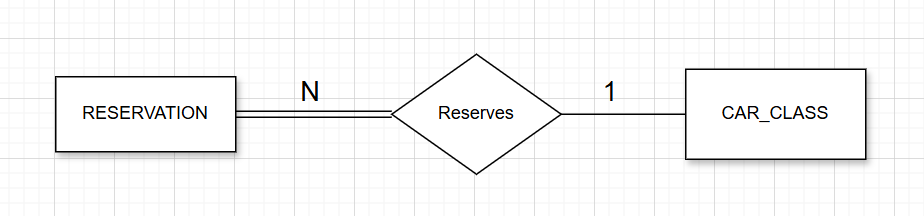 RESERVATION
N
Reserves
1
CAR_CLASS